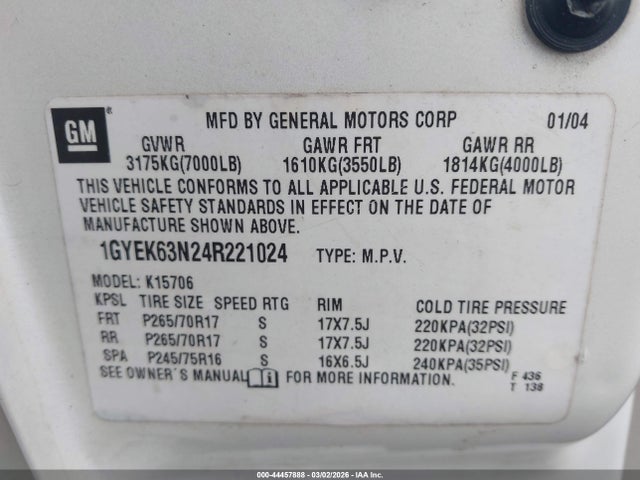 GM ®
MFD BY GENERAL MOTORS CORP 01/04
GVWR GAWR FRT GAWR RR
3175KG(7000LB) 1610KG(3550LB) 1814KG(4000LB)
THIS VEHICLE CONFORMS TO ALL APPLICABLE U.S. FEDERAL MOTOR
VEHICLE SAFETY STANDARDS IN EFFECT ON THE DATE OF
MANUFACTURE SHOWN ABOVE.
1GYEK63N24R221024 TYPE: M.P.V.
MODEL: K15706
KPSL TIRE SIZE SPEED RTG RIM COLD TIRE PRESSURE
FRT P265/70R17 S 17X7.5J 220KPA(32PSI)
RR P265/70R17 S 17X7.5J 220KPA(32PSI)
SPA P245/75R16 S 16X6.5J 240KPA(35PSI)
SEE OWNER'S MANUAL FOR MORE INFORMATION.
F 436
T 138
000-44457888 - 03/02/2026 - IAA Inc.